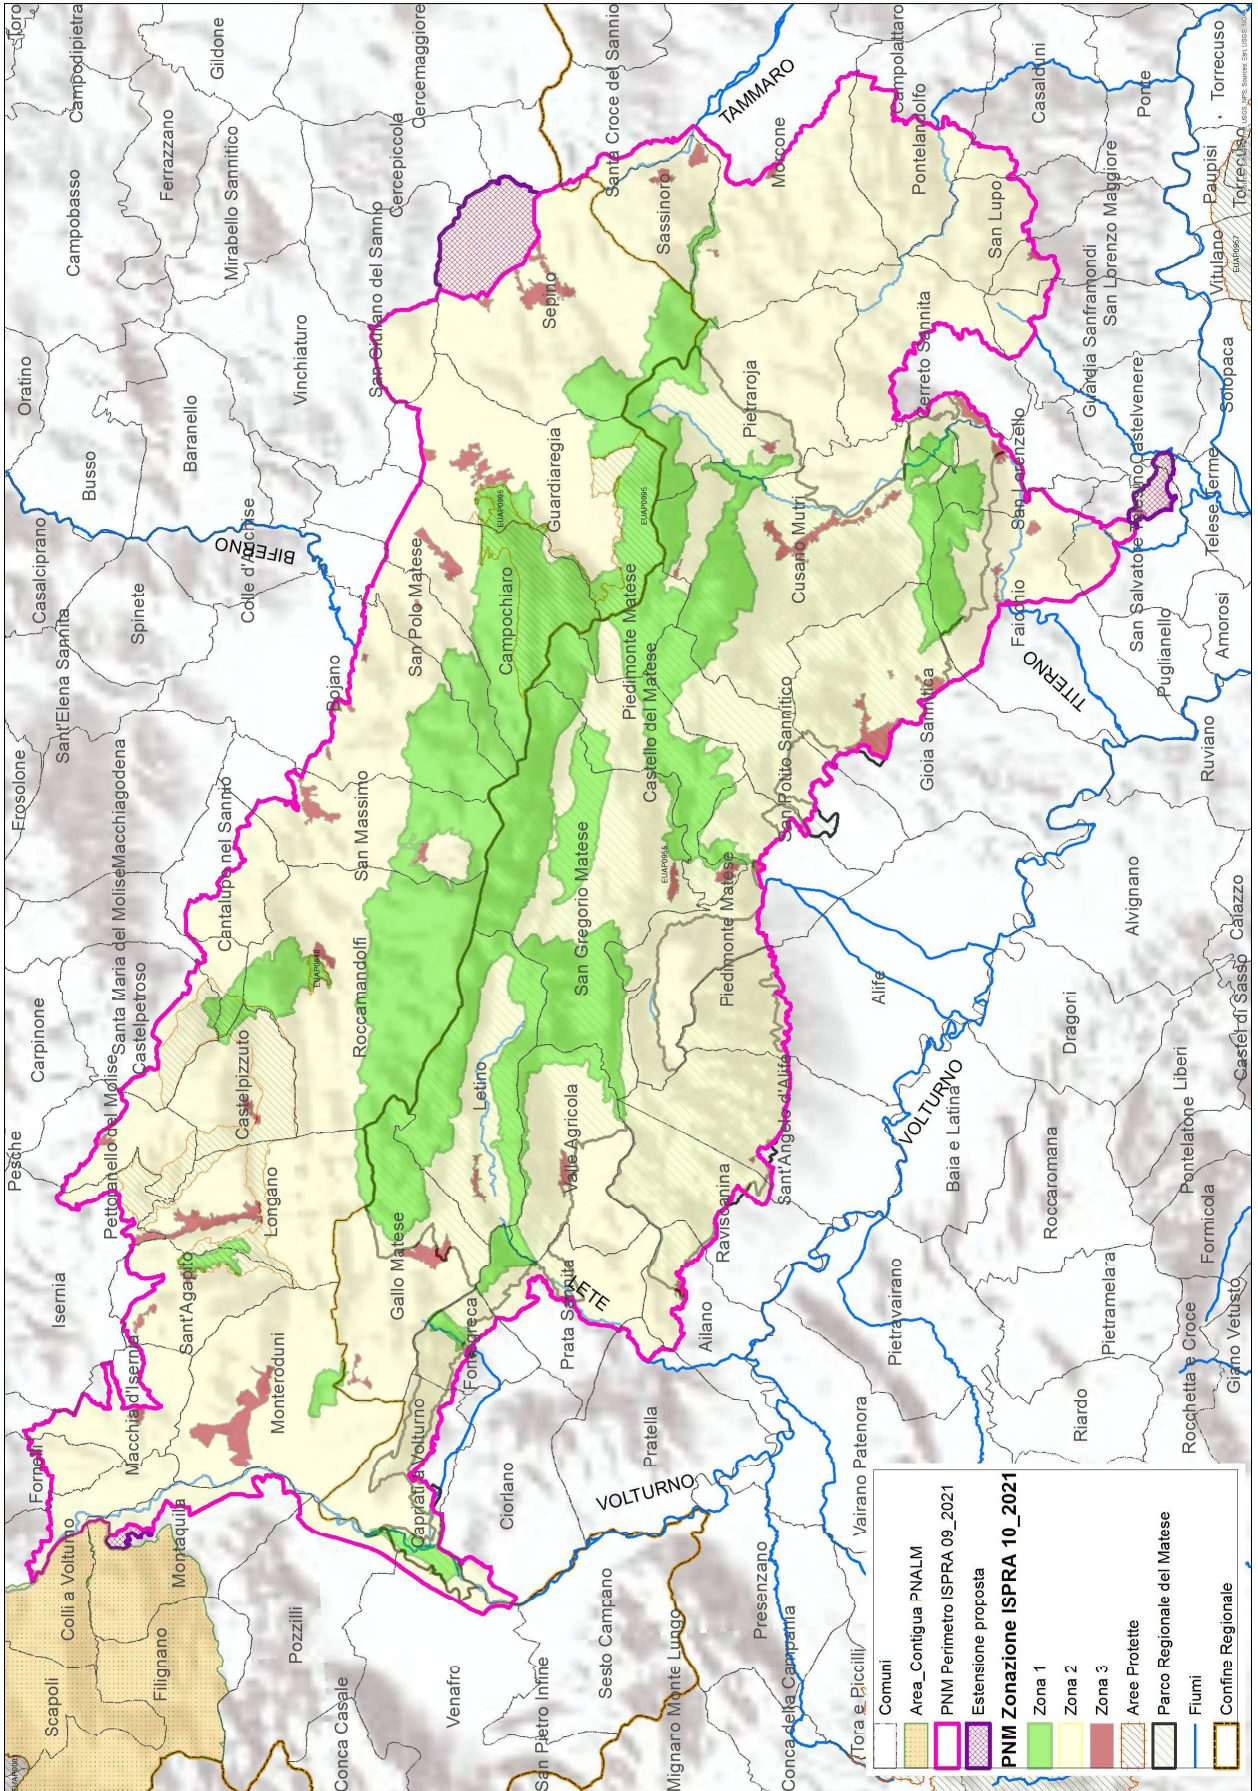 Toro
Campodipietra
Gildone
Cercemaggiore
Santa Croce del Sannio
TAMMARO
Morcone
Campolattaro
Pontelandolfo
Casalduni
Ponte
Torrecuso
Campobasso
Ferrazzano
Mirabello Sannitico
Cercepiccola
San Giuliano del Sannio
Sepino
Sassinoro
San Lupo
San Lorenzo Maggiore
Guardia Sanframondi
Vitulano
Paupisi
Torrecuso
EUAP0957
Oratino
Busso
Baranello
Vinchiaturo
Guardiaregia
Pietraroja
Cerreto Sannita
San Lorenzello
Castelvenere
Solopaca
Casalciprano
Spinete
Colle d'Anchise
BIFERNO
San Polo Matese
Campochiaro
EUAP0995
EUAP0995
Cusano Mutri
Faicchio
San Salvatore Telesino
Telese Terme
Puglianello
Amorosi
TITERNO
Frosolone
Sant'Elena Sannita
Macchiagodena
Bojano
San Massimo
Cantalupo nel Sannio
Piedimonte Matese
Castello del Matese
San Potito Sannitico
Gioia Sannitica
Ruviano
Carpinone
Santa Maria del Molise
Castelpetroso
Roccamandolfi
San Gregorio Matese
EUAP0955
Piedimonte Matese
Alife
Alvignano
Caiazzo
Castel di Sasso
Dragoni
Pesche
Pettoranello del Molise
Castelpizzuto
Longano
Letino
Valle Agricola
Sant'Angelo d'Alife
Raviscanina
VOLTURNO
Baia e Latina
Roccaromana
Pontelatone
Liberi
Formicola
Isernia
Sant'Agapito
Gallo Matese
Fontegreca
Prata Sannita
LETE
Ailano
Pietravairano
Pietramelara
Rocchetta e Croce
Giano Vetusto
Fornelli
Macchia d'Isernia
Monteroduni
Capriati a Volturno
Ciorlano
Pratella
VOLTURNO
Vairano Patenora
Riardo
Colli a Volturno
Montaquila
Scapoli
Filignano
Pozzilli
Conca Casale
Venafro
San Pietro Infine
Sesto Campano
Mignano Monte Lungo
Presenzano
Conca della Campania
Tora e Piccilli
Comuni
Area_Contigua PNALM
PNM Perimetro ISPRA 09_2021
Estensione proposta
PNM Zonazione ISPRA 10_2021
Zona 1
Zona 2
Zona 3
Aree Protette
Parco Regionale del Matese
Fiumi
Confine Regionale